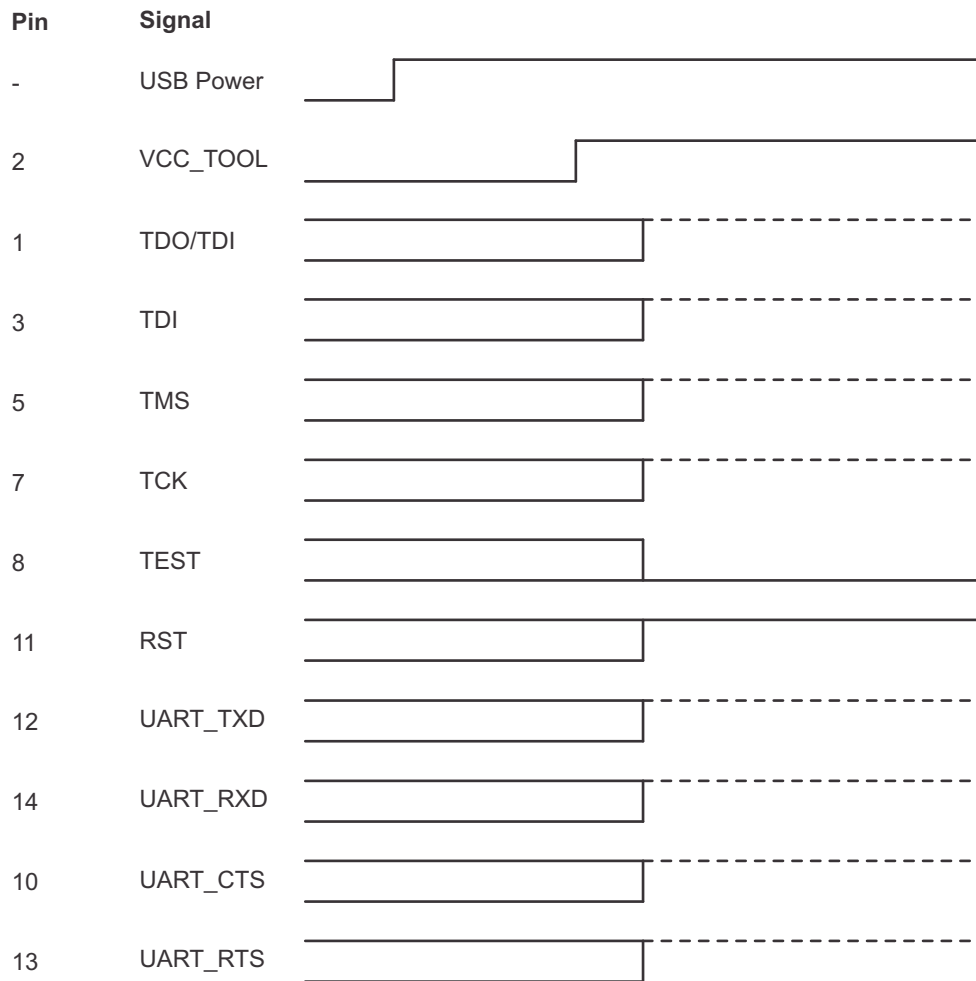 Pin Signal
- USB Power
2 VCC_TOOL
1 TDO/TDI
3 TDI
5 TMS
7 TCK
8 TEST
11 RST
12 UART_TXD
14 UART_RXD
10 UART_CTS
13 UART_RTS